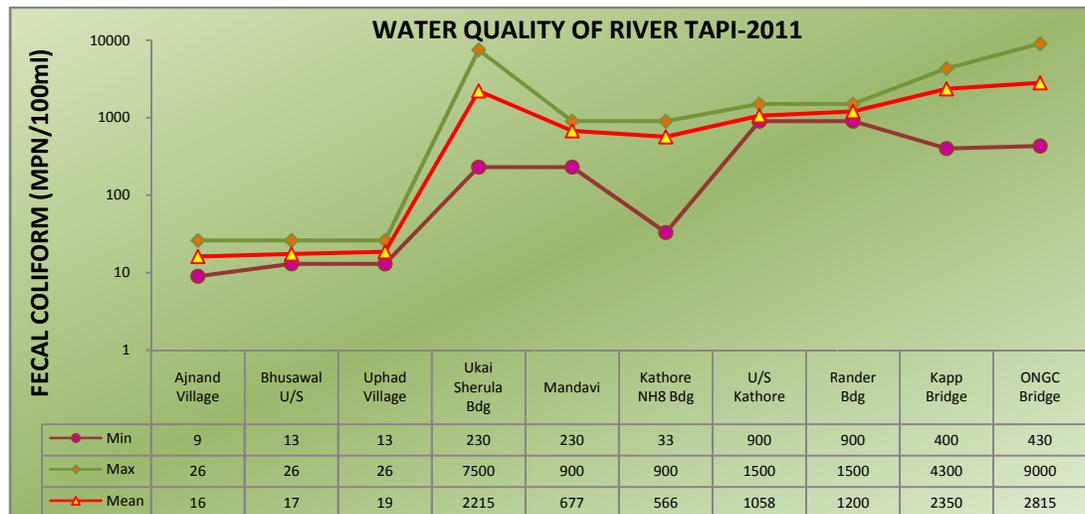 WATER QUALITY OF RIVER TAPI-2011
FECAL COLIFORM (MPN/100ml)
10000
1000
100
10
1
Ajnand Village Bhusawal U/S Uphad Village Ukai Sherula Bdg Mandavi Kathore NH8 Bdg U/S Kathore Rander Bdg Kapp Bridge ONGC Bridge
Min 9 13 13 230 230 33 900 900 400 430
Max 26 26 26 7500 900 900 1500 1500 4300 9000
Mean 16 17 19 2215 677 566 1058 1200 2350 2815